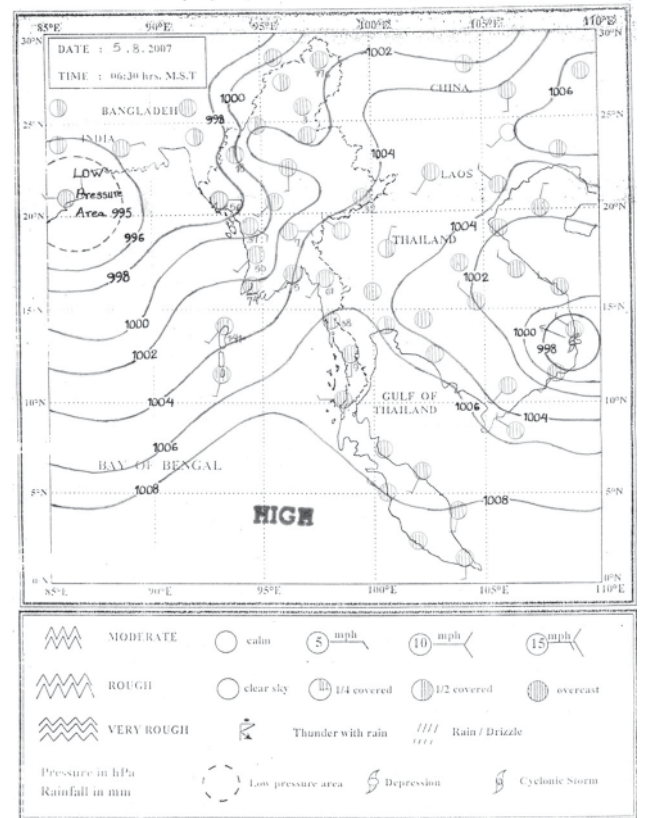 85°E 90°E 95°E 100°E 105°E 110°E
30°N 30°N
DATE : 5.8.2007
TIME : 06:30 hrs. M.S.T
1002
CHINA
1000
1006
998
BANGLADEH
25°N 25°N
INDIA
1004
LOW
Pressure
Area 995
LAOS
20°N 20°N
996
1004
THAILAND
998
1002
15°N 15°N
1000
1000
998
1002
1004
GULF OF
THAILAND
1006
1004
10°N 10°N
1006
BAY OF BENGAL
1008
1008
5°N 5°N
HIGH
0°N 0°N
85°E 90°E 95°E 100°E 105°E 110°E
MODERATE calm 5 mph 10 mph 15 mph
ROUGH clear sky 1/4 covered 1/2 covered overcast
VERY ROUGH Thunder with rain Rain / Drizzle
Pressure in hPa
Rainfall in mm
Low pressure area Depression Cyclonic Storm